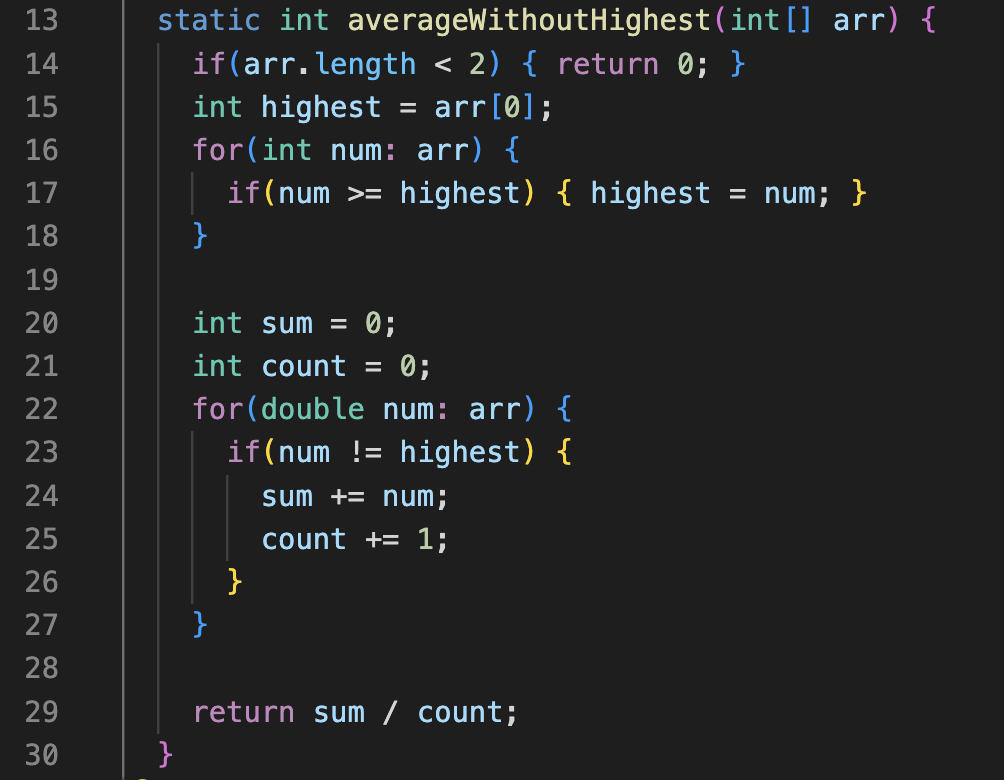 13 static int averageWithoutHighest(int[] arr) {
14 if(arr.length < 2) { return 0; }
15 int highest = arr[0];
16 for(int num: arr) {
17 if(num >= highest) { highest = num; }
18 }
19
20 int sum = 0;
21 int count = 0;
22 for(double num: arr) {
23 if(num != highest) {
24 sum += num;
25 count += 1;
26 }
27 }
28
29 return sum / count;
30 }